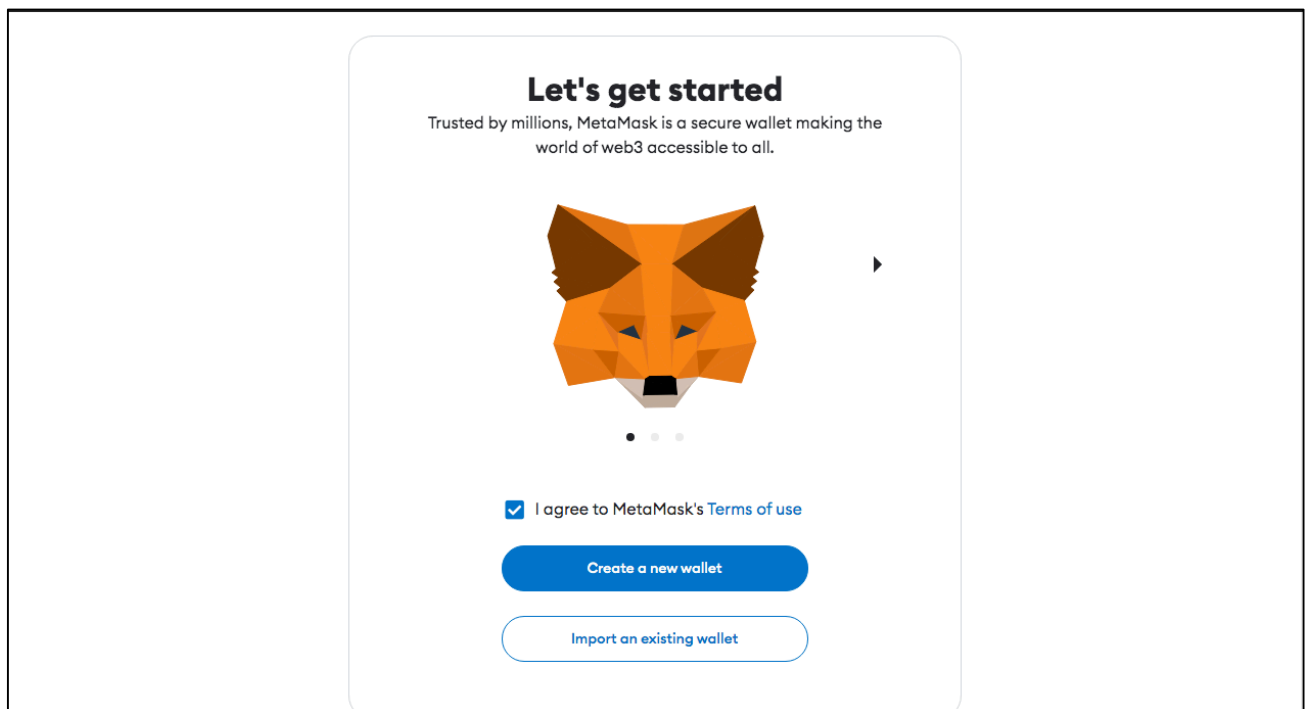 Let's get started
Trusted by millions, MetaMask is a secure wallet making the
world of web3 accessible to all.
I agree to MetaMask's Terms of use
Create a new wallet
Import an existing wallet